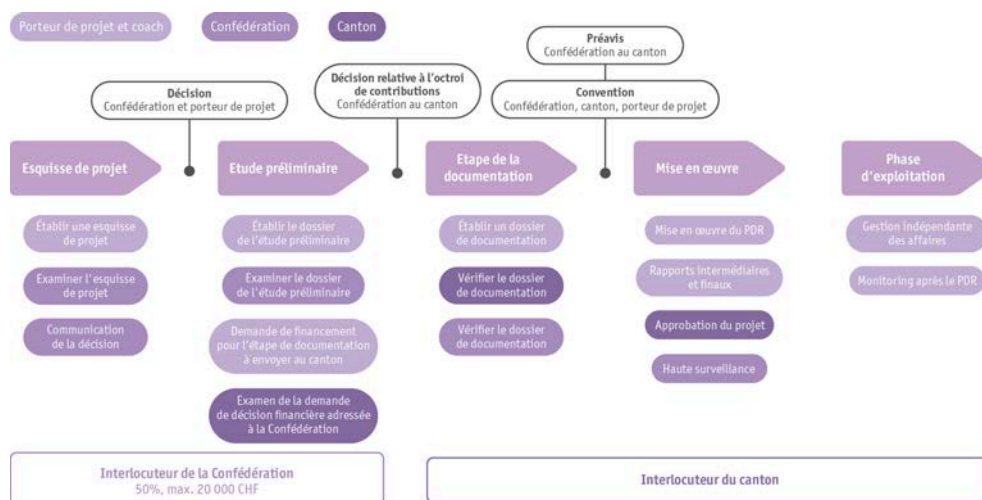 Porteur de projet et coach
Confédération
Canton
Préavis
Confédération au canton
Décision
Confédération et porteur de projet
Décision relative à l'octroi
de contributions
Confédération au canton
Convention
Confédération, canton, porteur de projet
Esquisse de projet
Etude préliminaire
Etape de la
documentation
Mise en œuvre
Phase
d'exploitation
Établir une esquisse
de projet
Examiner l'esquisse
de projet
Communication
de la décision
Établir le dossier
de l'étude préliminaire
Examiner le dossier
de l'étude préliminaire
Demande de financement
pour l'étape de documentation
à envoyer au canton
Examen de la demande
de décision financière adressée
à la Confédération
Établir un dossier
de documentation
Vérifier le dossier
de documentation
Vérifier le dossier
de documentation
Mise en œuvre du PDR
Rapports intermédiaires
et finaux
Approbation du projet
Haute surveillance
Gestion indépendante
des affaires
Monitoring après le PDR
Interlocuteur de la Confédération
50%, max. 20 000 CHF
Interlocuteur du canton